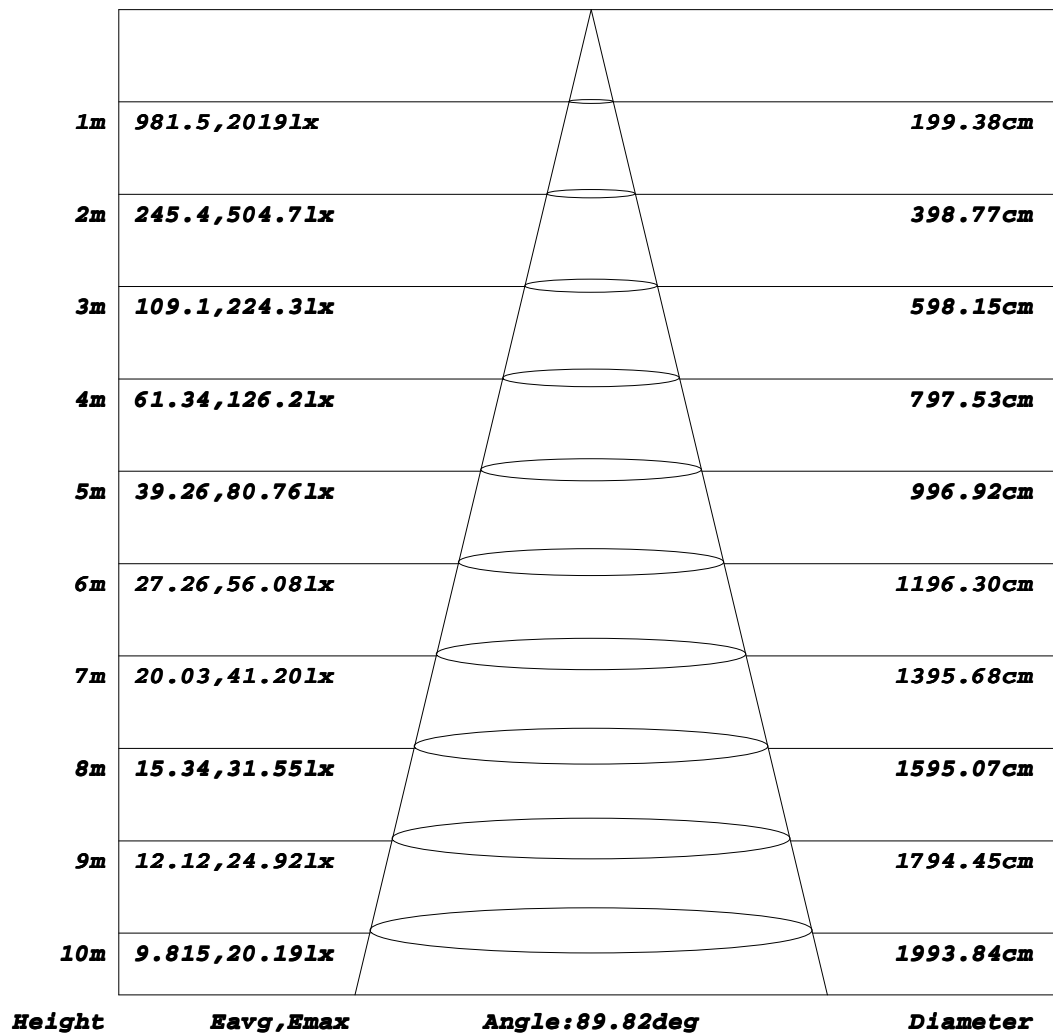 1m 981.5,2019lx 199.38cm
2m 245.4,504.7lx 398.77cm
3m 109.1,224.3lx 598.15cm
4m 61.34,126.2lx 797.53cm
5m 39.26,80.76lx 996.92cm
6m 27.26,56.08lx 1196.30cm
7m 20.03,41.20lx 1395.68cm
8m 15.34,31.55lx 1595.07cm
9m 12.12,24.92lx 1794.45cm
10m 9.815,20.19lx 1993.84cm
Height Eavg,Emax Angle:89.82deg Diameter